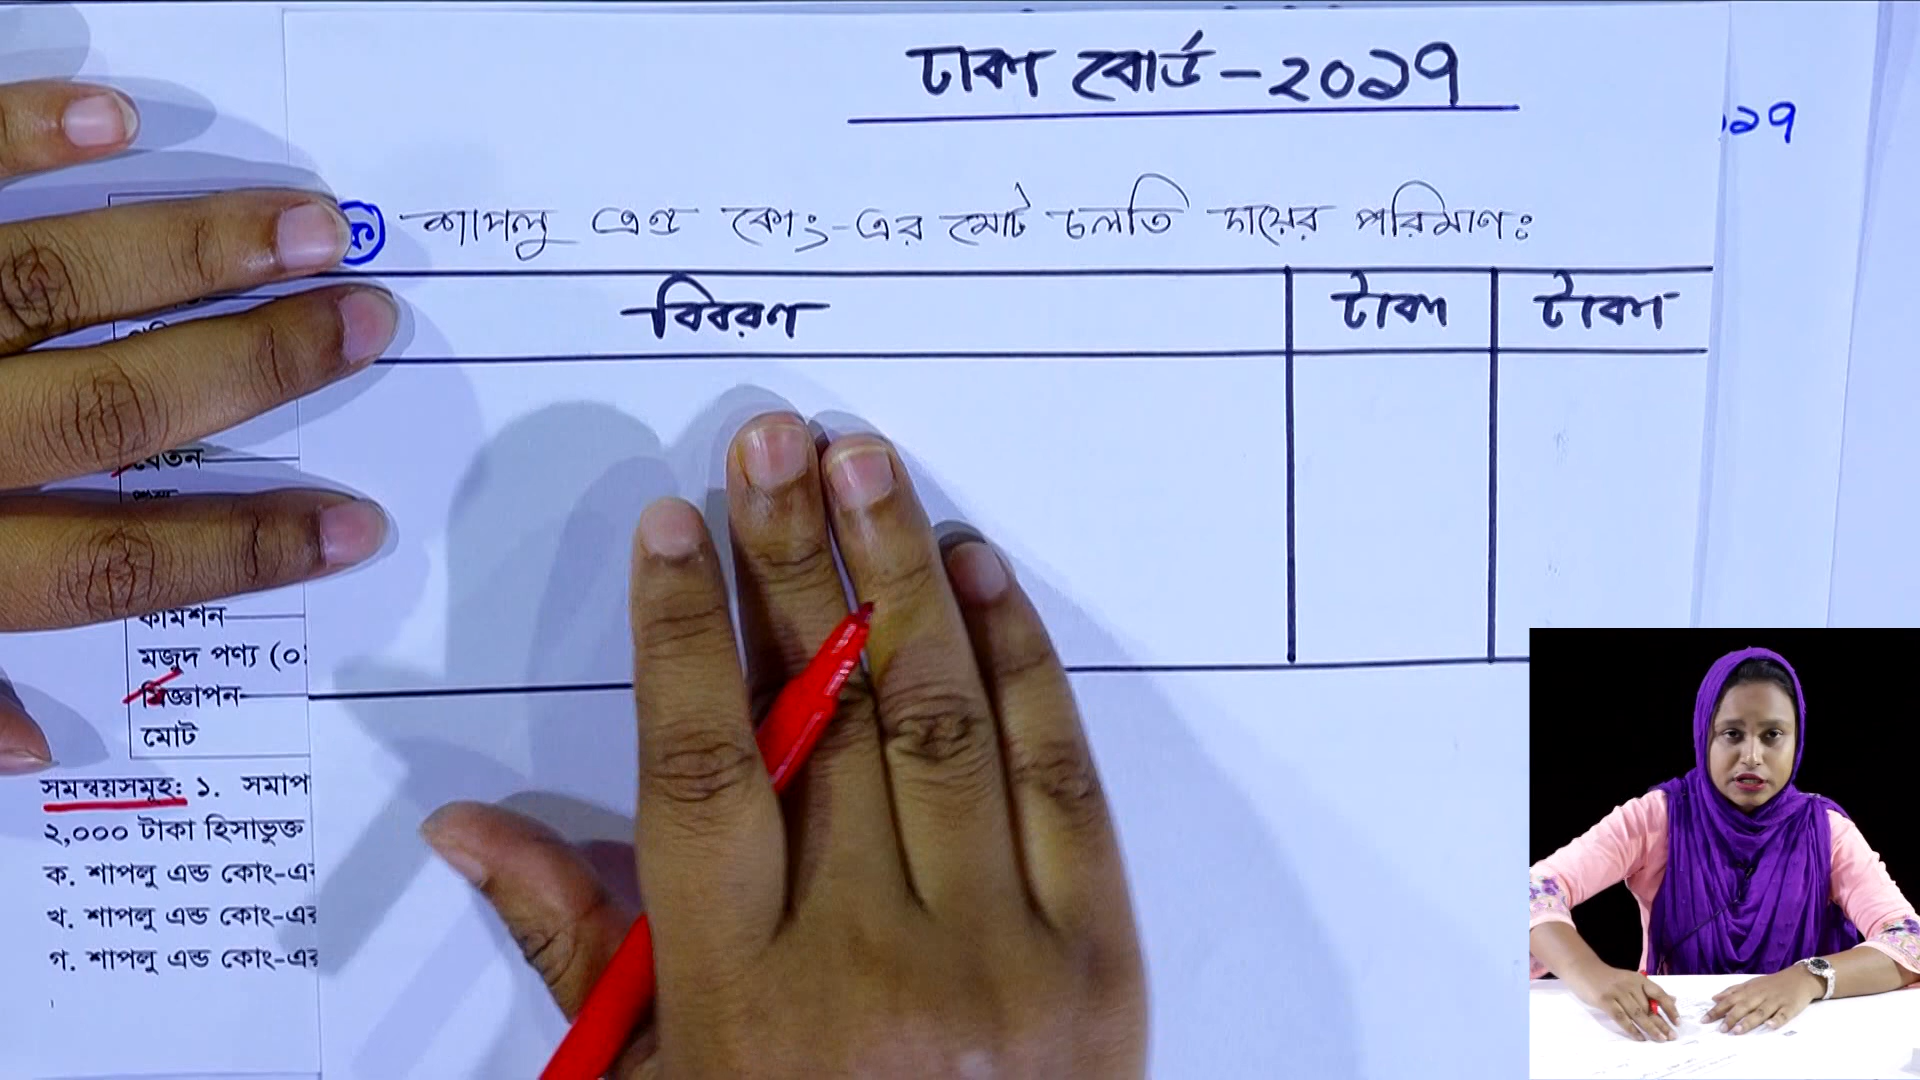 ঢাকা বোর্ড – ২০১৭
১৭
ক শাপলু এন্ড কোং-এর মোট চলতি দায়ের পরিমাণঃ
বিবরণ টাকা টাকা
বেতন
কমিশন
মজুদ পণ্য (০১
বিজ্ঞাপন
মোট
সমন্বয়সমূহ: ১. সমাপ
২,০০০ টাকা হিসাভুক্ত
ক. শাপলু এন্ড কোং-এর
খ. শাপলু এন্ড কোং-এর
গ. শাপলু এন্ড কোং-এর